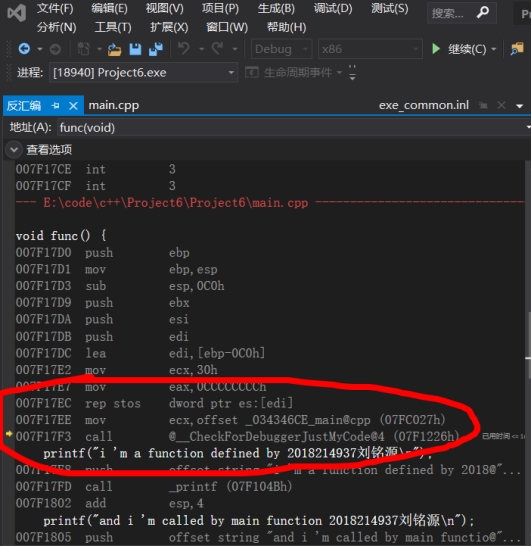 文件(F) 编辑(E) 视图(V) 项目(P) 生成(B) 调试(D) 测试(S) 搜索...
分析(N) 工具(T) 扩展(X) 窗口(W) 帮助(H)
Debug x86 继续(C)
进程: [18940] Project6.exe 生命周期事件
反汇编 main.cpp exe_common.inl
地址(A): func(void)
查看选项
007F17CE int 3
007F17CF int 3
--- E:\code\c++\Project6\Project6\main.cpp
void func() {
007F17D0 push ebp
007F17D1 mov ebp,esp
007F17D3 sub esp,0C0h
007F17D9 push ebx
007F17DA push esi
007F17DB push edi
007F17DC lea edi,[ebp-0C0h]
007F17E2 mov ecx,30h
007F17E7 mov eax,0CCCCCCCCh
007F17EC rep stos dword ptr es:[edi]
007F17EE mov ecx,offset _034346CE_main@cpp (07FC027h)
007F17F3 call @__CheckForDebuggerJustMyCode@4 (07F1226h) 已用时间
printf("i 'm a function defined by 2018214937刘铭源\n");
007F17F8 push offset string "i 'm a function defined by 2018@"...
007F17FD call _printf (07F104Bh)
007F1802 add esp,4
printf("and i 'm called by main function 2018214937刘铭源\n");
007F1805 push offset string "and i 'm called by main functio@"...